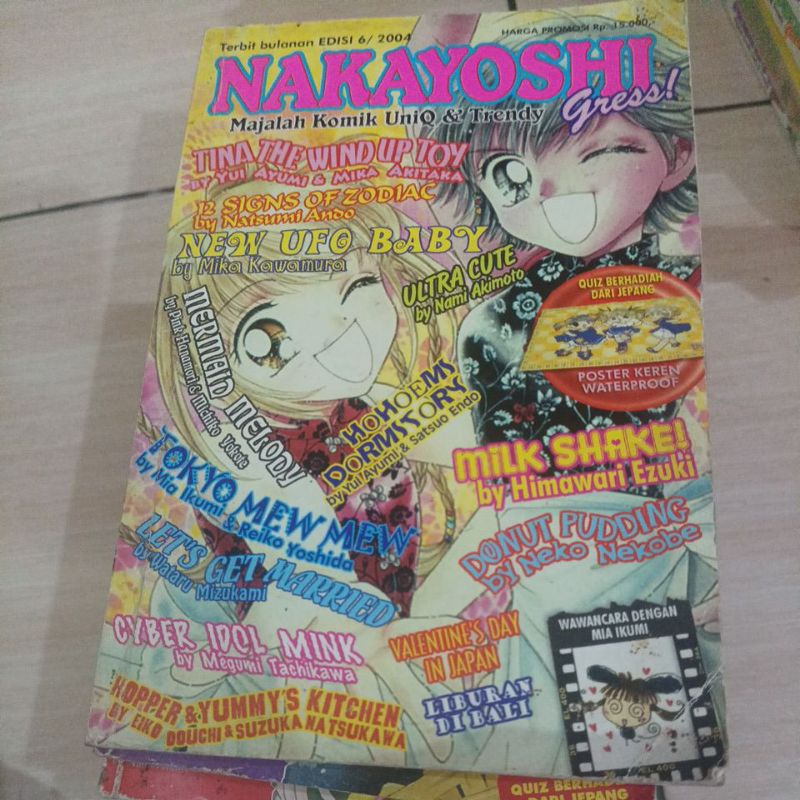 Terbit bulanan EDISI 6/ 2004
HARGA PROMOSI Rp. 15.000,-
NAKAYOSHI
Gress!
Majalah Komik UniQ & Trendy
TINA THE WIND UP TOY
BY YUI AYUMI & MIKA AKITAKA
12 SIGNS OF ZODIAC
by Natsumi Ando
NEW UFO BABY
by Mika Kawamura
ULTRA CUTE
by Nami Akimoto
QUIZ BERHADIAH
DARI JEPANG
POSTER KEREN
WATERPROOF
MERMAID MELODY
by Pink Hanamori & Michiko Yokote
HOHOEMI
DORMITORY
by Yui Ayumi & Satsuo Endo
MILK SHAKE!
by Himawari Ezuki
TOKYO MEW MEW
by Mia Ikumi & Reiko Yoshida
DONUT PUDDING
by Neko Nekobe
LET'S GET MARRIED
by Wataru Mizukami
CYBER IDOL MINK
by Megumi Tachikawa
VALENTINE'S DAY
IN JAPAN
WAWANCARA DENGAN
MIA IKUMI
HOPPER & YUMMY'S KITCHEN
BY EIKO DOUCHI & SUZUKA NATSUKAWA
LIBURAN
DI BALI
QUIZ BERHADIAH
DARI JEPANG